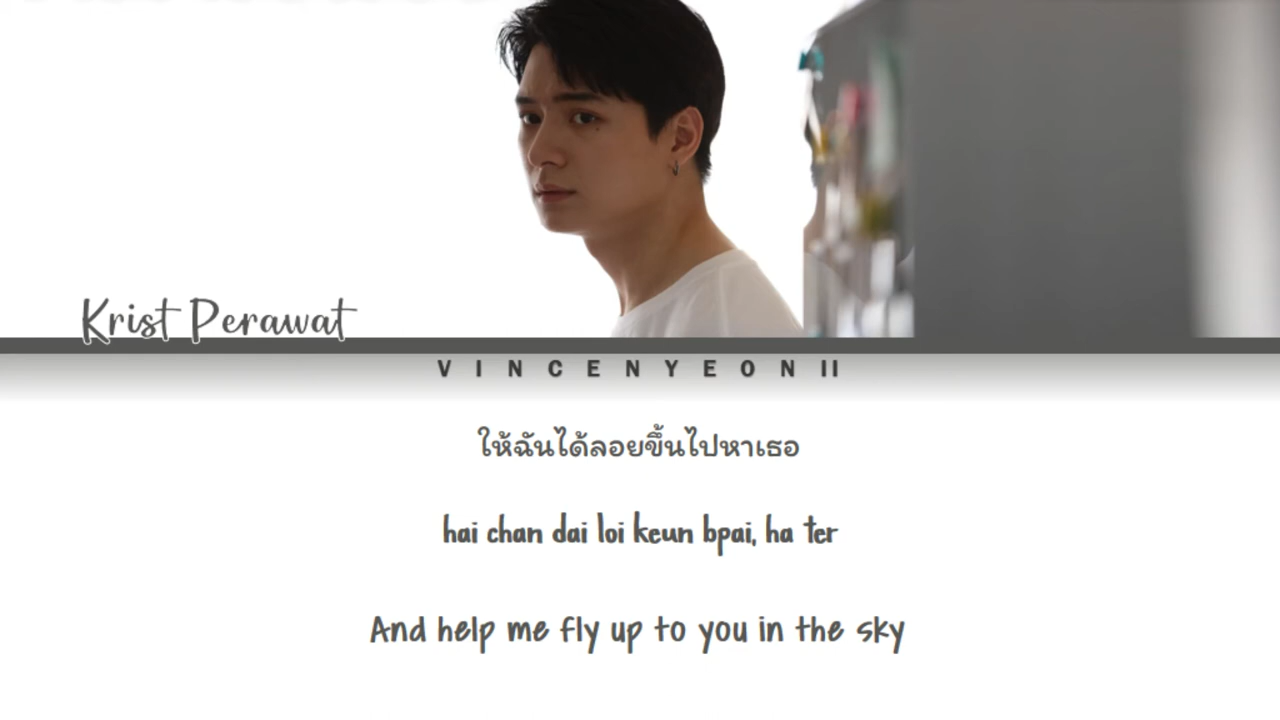 Krist Perawat
VINCENYEONII
ให้ฉันได้ลอยขึ้นไปหาเธอ
hai chan dai loi keun bpai, ha ter
And help me fly up to you in the sky